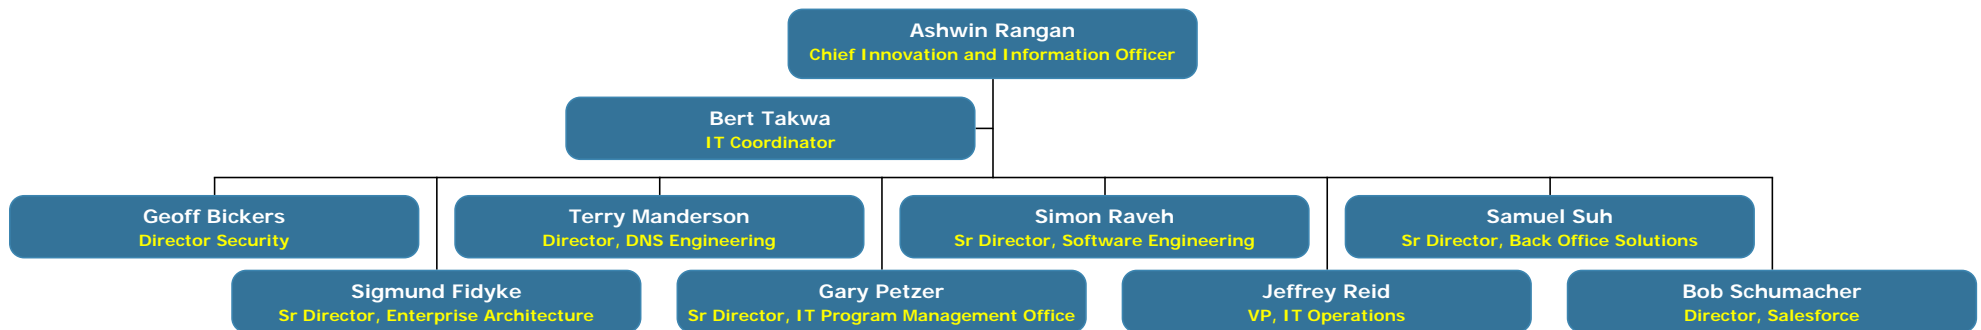 Ashwin Rangan
Chief Innovation and Information Officer
Bert Takwa
IT Coordinator
Geoff Bickers
Director Security
Terry Manderson
Director, DNS Engineering
Simon Raveh
Sr Director, Software Engineering
Samuel Suh
Sr Director, Back Office Solutions
Sigmund Fidyke
Sr Director, Enterprise Architecture
Gary Petzer
Sr Director, IT Program Management Office
Jeffrey Reid
VP, IT Operations
Bob Schumacher
Director, Salesforce